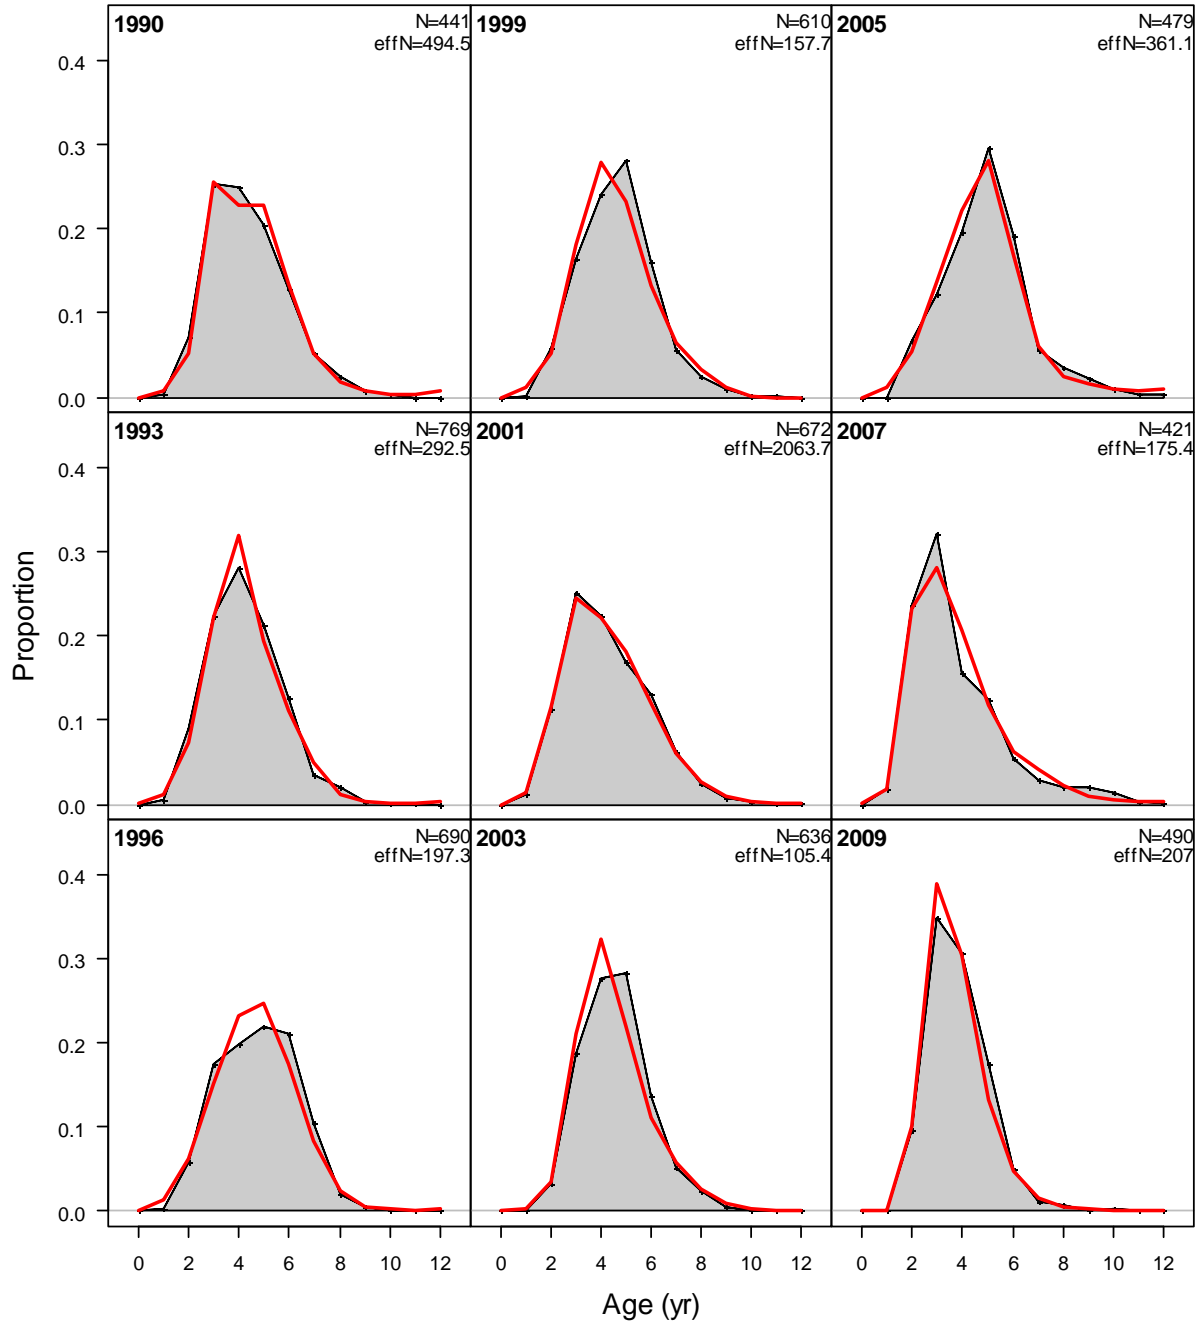 1990
N=441
effN=494.5
1999
N=610
effN=157.7
2005
N=479
effN=361.1
0.4
0.3
0.2
0.1
0.0
1993
N=769
effN=292.5
2001
N=672
effN=2063.7
2007
N=421
effN=175.4
0.4
0.3
0.2
0.1
0.0
Proportion
1996
N=690
effN=197.3
2003
N=636
effN=105.4
2009
N=490
effN=207
0.4
0.3
0.2
0.1
0.0
0 2 4 6 8 10 12
0 2 4 6 8 10 12
0 2 4 6 8 10 12
Age (yr)